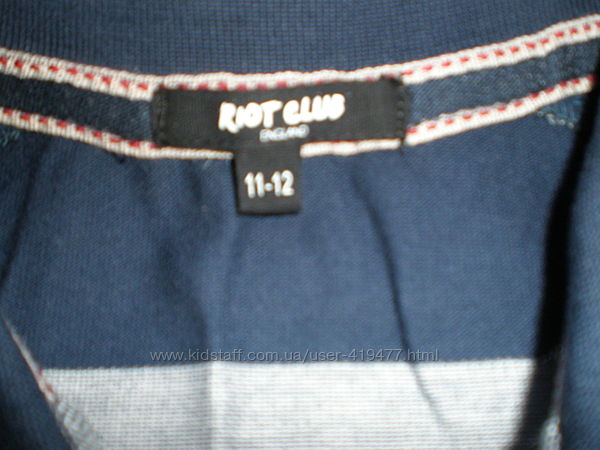 RIOT CLUB
ENGLAND
11-12
www.kidstaff.com.ua/user-419477.html